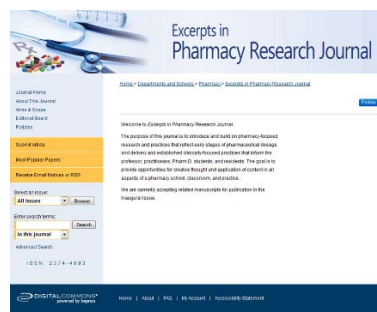 Excerpts in
Pharmacy Research Journal
Home > Departments and Schools > Pharmacy > Excerpts in Pharmacy Research Journal
Journal Home
About This Journal
Aims & Scope
Editorial Board
Policies
Follow
Submit Article
Most Popular Papers
Receive Email Notices or RSS
Select an issue:
All Issues
Browse
Enter search terms:
Search
in this journal
Advanced Search
ISSN: 2374-4693
Welcome to Excerpts in Pharmacy Research Journal.
The purpose of this journal is to introduce and build on pharmacy-focused
research and practices that reflect early stages of pharmaceutical dosage
and delivery and established clinically-focused practices that inform the
professor, practitioners, Pharm D. students, and residents. The goal is to
provide opportunities for creative thought and application of content in all
aspects of a pharmacy school, classroom, and practice.
We are currently accepting related manuscripts for publication in the
inaugural issue.
DIGITALCOMMONS
powered by bepress
Home | About | FAQ | My Account | Accessibility Statement